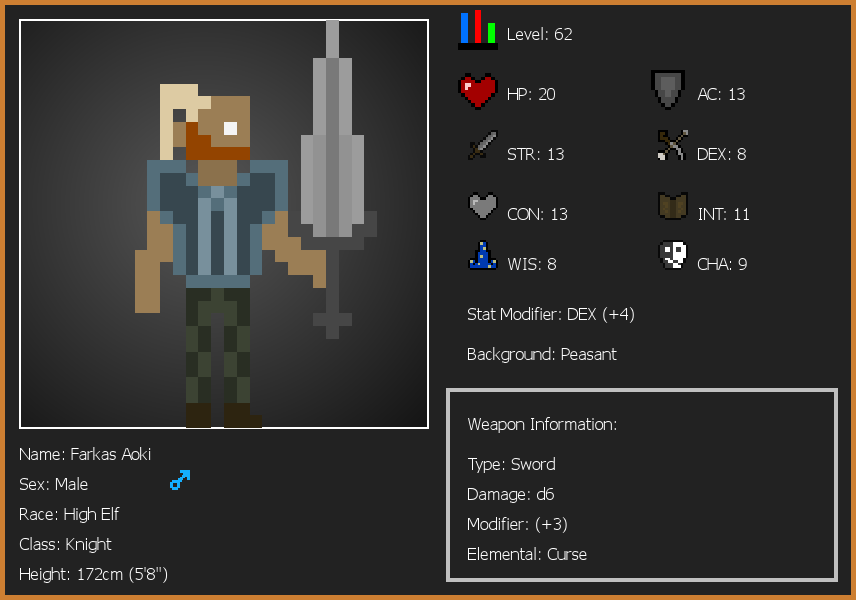 Level: 62
HP: 20
AC: 13
STR: 13
DEX: 8
CON: 13
INT: 11
WIS: 8
CHA: 9
Stat Modifier: DEX (+4)
Background: Peasant
Weapon Information:
Type: Sword
Damage: d6
Modifier: (+3)
Elemental: Curse
Name: Farkas Aoki
Sex: Male
Race: High Elf
Class: Knight
Height: 172cm (5'8")